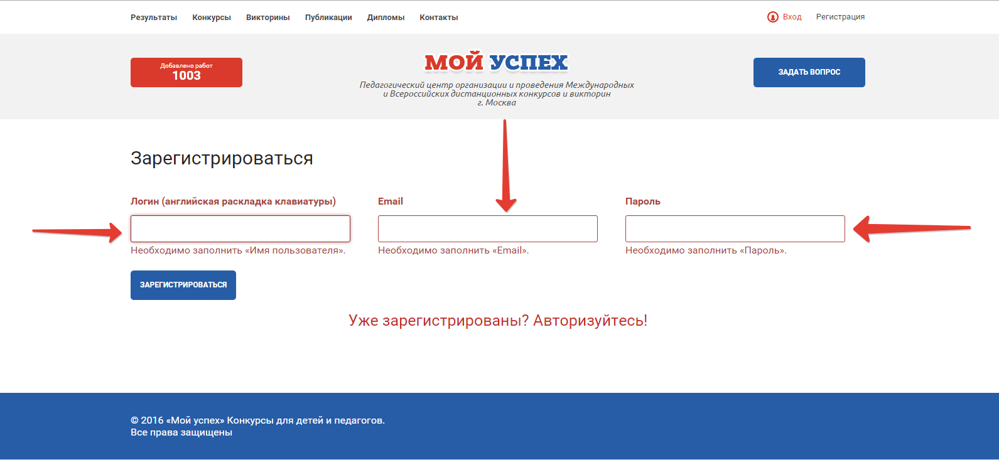 Результаты Конкурсы Викторины Публикации Дипломы Контакты Вход Регистрация
Добавлено работ
1003
МОЙ УСПЕХ
Педагогический центр организации и проведения Международных
и Всероссийских дистанционных конкурсов и викторин
г. Москва
ЗАДАТЬ ВОПРОС
Зарегистрироваться
Логин (английская раскладка клавиатуры)
Необходимо заполнить «Имя пользователя».
Email
Необходимо заполнить «Email».
Пароль
Необходимо заполнить «Пароль».
ЗАРЕГИСТРИРОВАТЬСЯ
Уже зарегистрированы? Авторизуйтесь!
© 2016 «Мой успех» Конкурсы для детей и педагогов.
Все права защищены